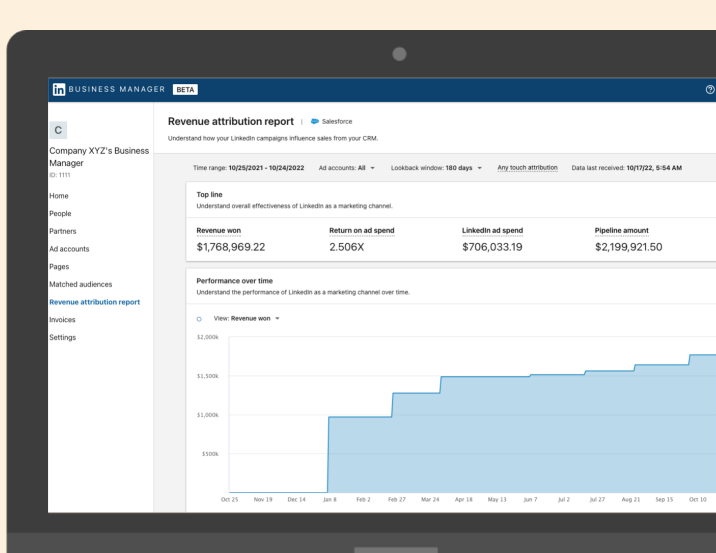 in BUSINESS MANAGER BETA
C
Company XYZ's Business
Manager
ID: 1111
Home
People
Partners
Ad accounts
Pages
Matched audiences
Revenue attribution report
Invoices
Settings
Revenue attribution report | Salesforce
Understand how your LinkedIn campaigns influence sales from your CRM.
Time range: 10/25/2021 - 10/24/2022 Ad accounts: All Lookback window: 180 days Any touch attribution Data last received: 10/17/22, 5:54 AM
Top line
Understand overall effectiveness of LinkedIn as a marketing channel.
Revenue won Return on ad spend LinkedIn ad spend Pipeline amount
$1,768,969.22 2.506X $706,033.19 $2,199,921.50
Performance over time
Understand the performance of LinkedIn as a marketing channel over time.
View: Revenue won
$2,000k
$1,500k
$1,000k
$500k
Oct 25 Nov 19 Dec 14 Jan 8 Feb 2 Feb 27 Mar 24 Apr 18 May 13 Jun 7 Jul 2 Jul 27 Aug 21 Sep 15 Oct 10